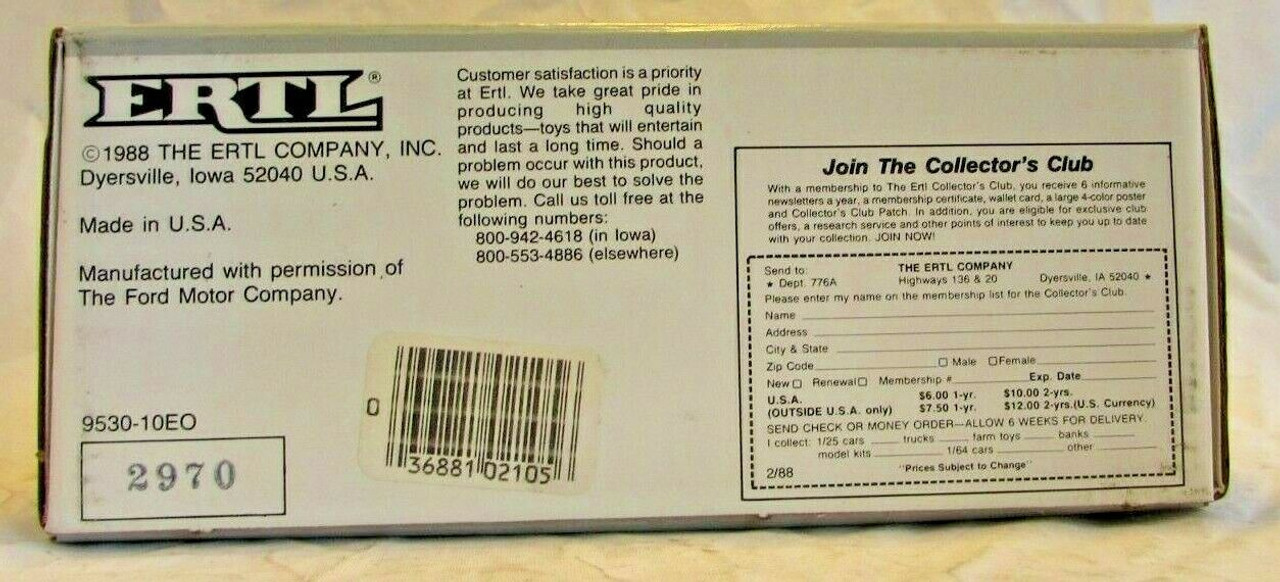 ERTL®
©1988 THE ERTL COMPANY, INC.
Dyersville, Iowa 52040 U.S.A.
Made in U.S.A.
Manufactured with permission of
The Ford Motor Company.
9530-10EO
2970
Customer satisfaction is a priority
at Ertl. We take great pride in
producing high quality
products—toys that will entertain
and last a long time. Should a
problem occur with this product,
we will do our best to solve the
problem. Call us toll free at the
following numbers:
800-942-4618 (in Iowa)
800-553-4886 (elsewhere)
0 36881 02105
Join The Collector's Club
With a membership to The Ertl Collector's Club, you receive 6 informative
newsletters a year, a membership certificate, wallet card, a large 4-color poster
and Collector's Club Patch. In addition, you are eligible for exclusive club
offers, a research service and other points of interest to keep you up to date
with your collection. JOIN NOW!
Send to: THE ERTL COMPANY
★ Dept. 776A Highways 136 & 20 Dyersville, IA 52040 ★
Please enter my name on the membership list for the Collector's Club.
Name
Address
City & State
Zip Code □ Male □ Female
New □ Renewal □ Membership # Exp. Date
U.S.A. $6.00 1-yr. $10.00 2-yrs.
(OUTSIDE U.S.A. only) $7.50 1-yr. $12.00 2-yrs. (U.S. Currency)
SEND CHECK OR MONEY ORDER—ALLOW 6 WEEKS FOR DELIVERY.
I collect: 1/25 cars trucks farm toys banks
model kits 1/64 cars other
2/88 "Prices Subject to Change"